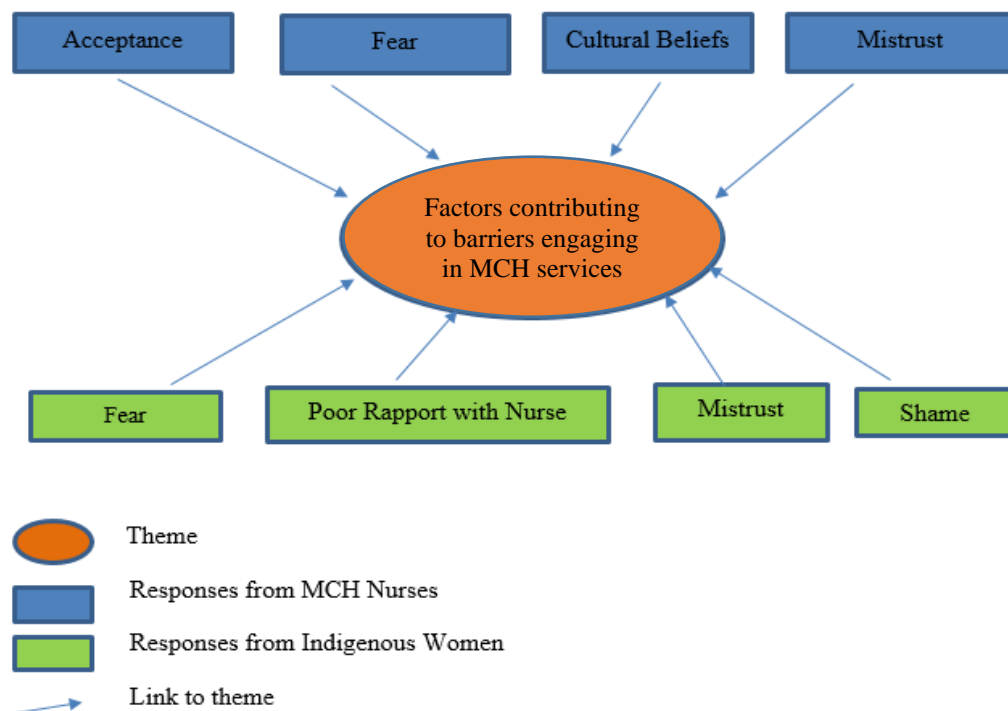 Acceptance
Fear
Cultural Beliefs
Mistrust
Factors contributing
to barriers engaging
in MCH services
Fear
Poor Rapport with Nurse
Mistrust
Shame
Theme
Responses from MCH Nurses
Responses from Indigenous Women
Link to theme